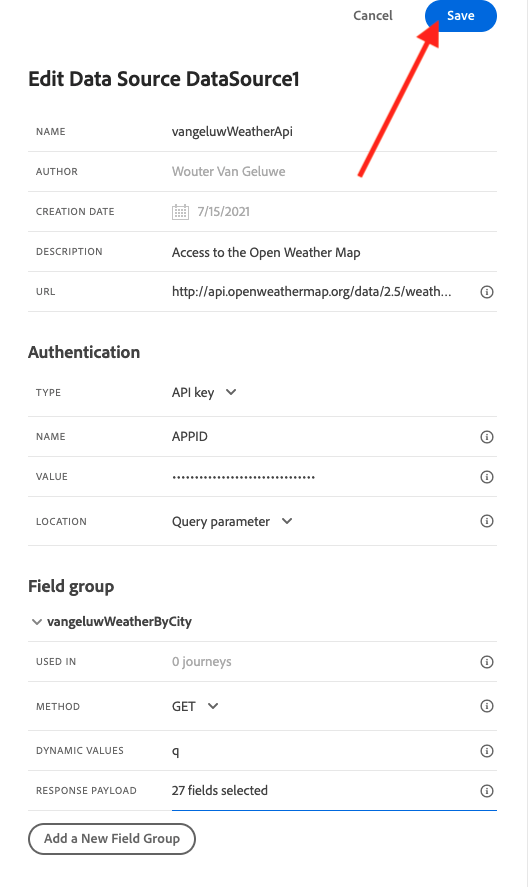 Cancel Save
Edit Data Source DataSource1
NAME vangeluwWeatherApi
AUTHOR Wouter Van Geluwe
CREATION DATE 7/15/2021
DESCRIPTION Access to the Open Weather Map
URL http://api.openweathermap.org/data/2.5/weath...
Authentication
TYPE API key
NAME APPID
VALUE ••••••••••••••••••••••••••••••••
LOCATION Query parameter
Field group
vangeluwWeatherByCity
USED IN 0 journeys
METHOD GET
DYNAMIC VALUES q
RESPONSE PAYLOAD 27 fields selected
Add a New Field Group